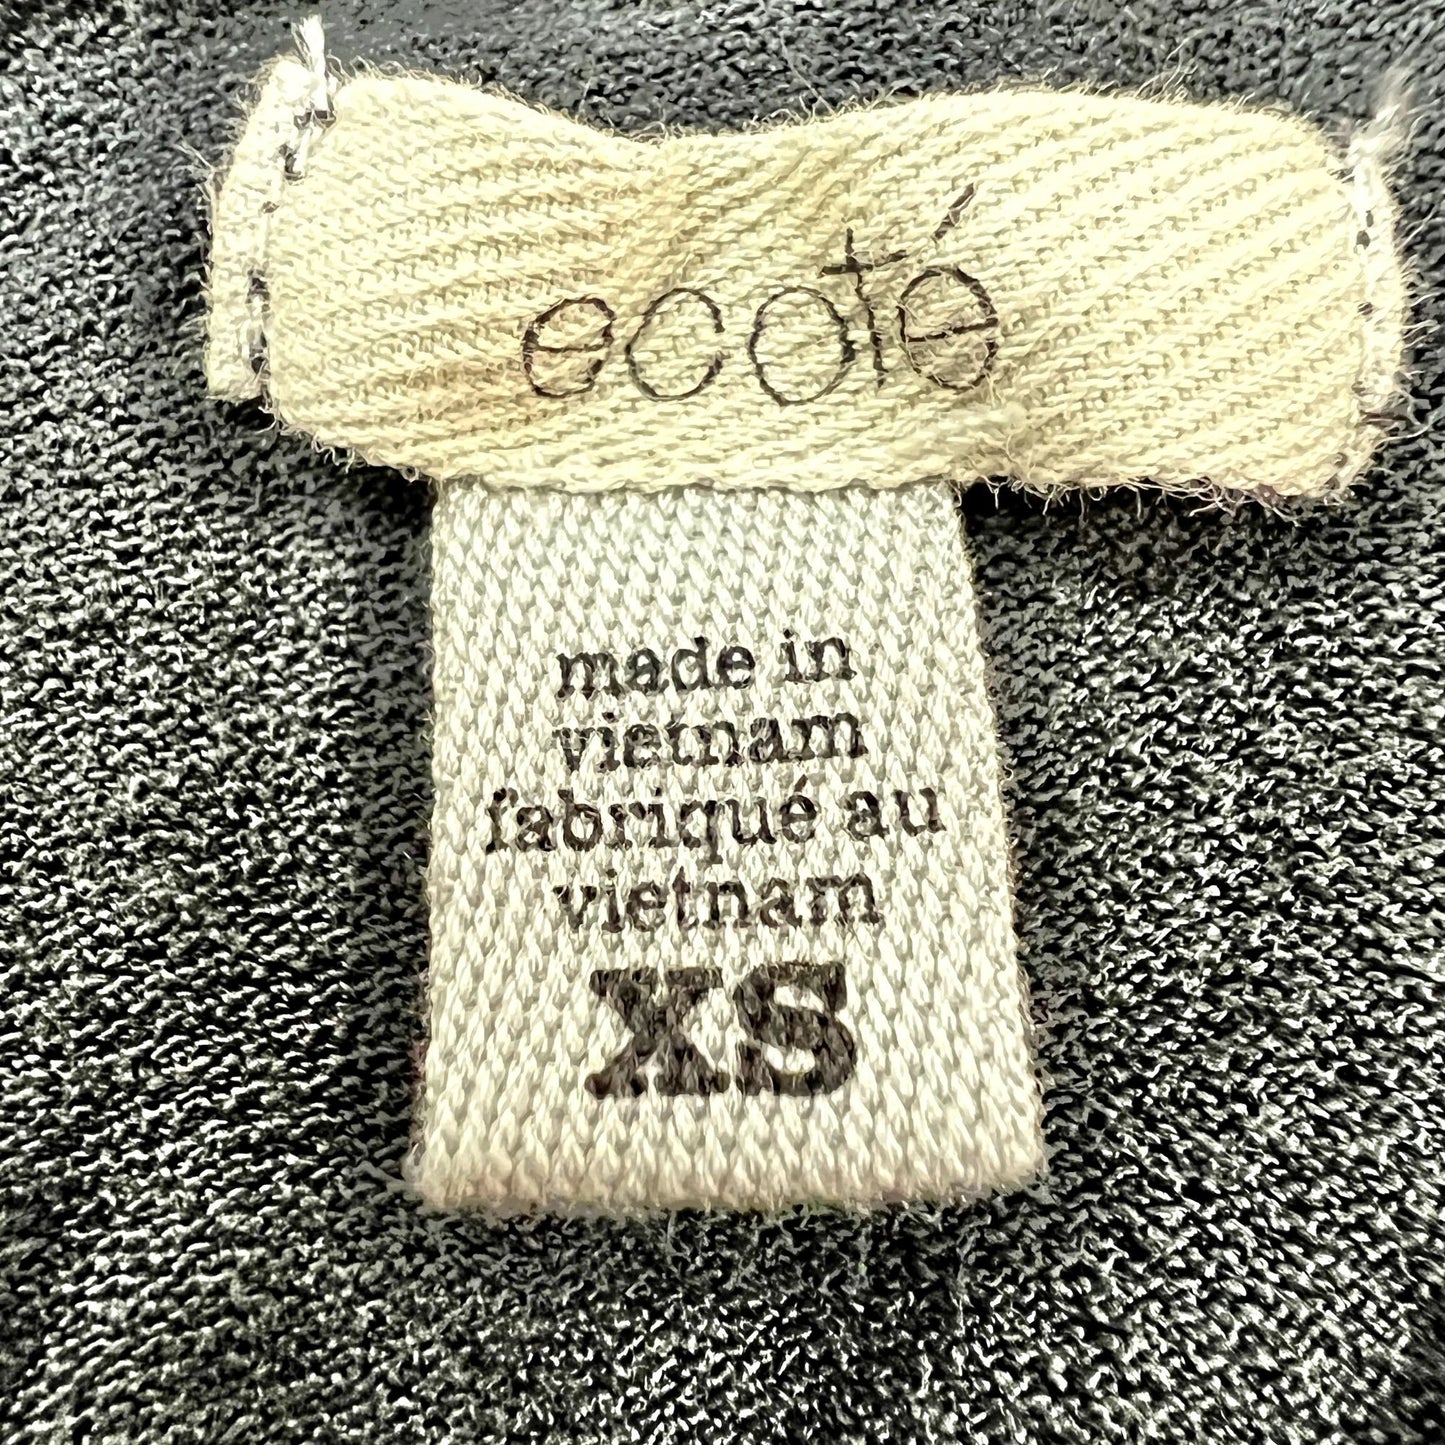 ecoté
made in
vietnam
fabriqué au
vietnam
XS